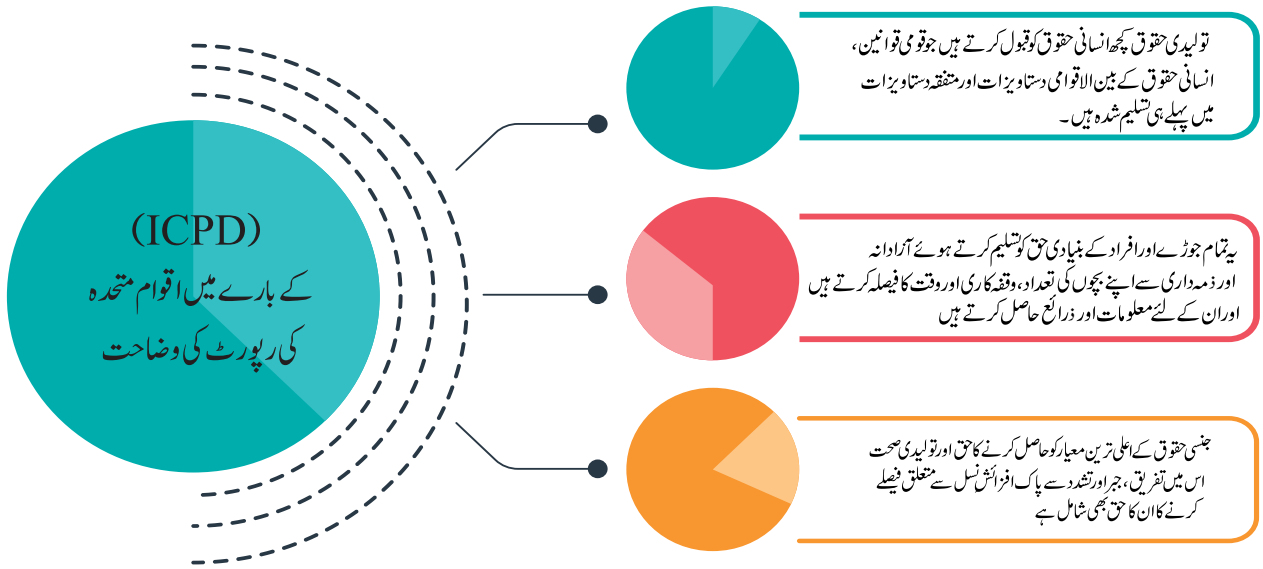 (ICPD)
کے بارے میں اقوام متحدہ
کی رپورٹ کی وضاحت
تولیدی حقوق کچھ انسانی حقوق کو قبول کرتے ہیں جو قومی قوانین،
انسانی حقوق کے بین الاقوامی دستاویزات اور متفقہ دستاویزات
میں پہلے ہی تسلیم شدہ ہیں۔
یہ تمام جوڑے اور افراد کے بنیادی حق کو تسلیم کرتے ہوئے آزادانہ
اور ذمہ داری سے اپنے بچوں کی تعداد، وقفہ کاری اور وقت کا فیصلہ کرتے ہیں
اور ان کے لئے معلومات اور ذرائع حاصل کرتے ہیں
جنسی حقوق کے اعلی ترین معیار کو حاصل کرنے کا حق اور تولیدی صحت
اس میں تفریق، جبر اور تشدد سے پاک افزائشِ نسل سے متعلق فیصلے
کرنے کا ان کا حق بھی شامل ہے